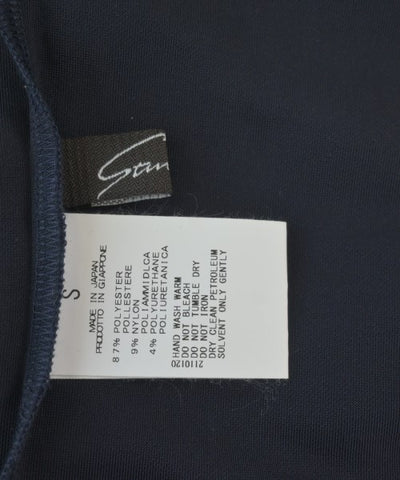 S
MADE IN JAPAN
PRODOTTO IN GIAPPONE
87% POLYESTER
POLIESTERE
9% NYLON
POLIAMMIDLCA
4% POLYURETHANE
POLIURETANICA
2110120
HAND WASH WARM
DO NOT BLEACH
DO NOT TUMBLE DRY
DO NOT IRON
DRY CLEAN PETROLEUM
SOLVENT ONLY GENTLY